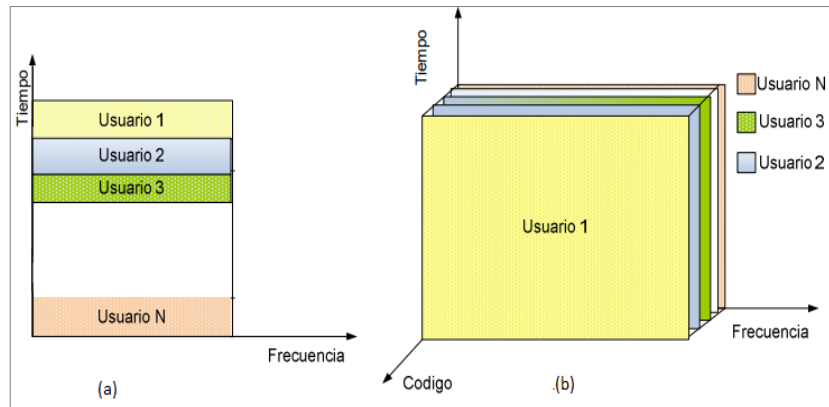 Tiempo
Usuario 1
Usuario 2
Usuario 3
Usuario N
Frecuencia
(a)
Tiempo
Usuario N
Usuario 3
Usuario 2
Usuario 1
Frecuencia
Codigo
.(b)